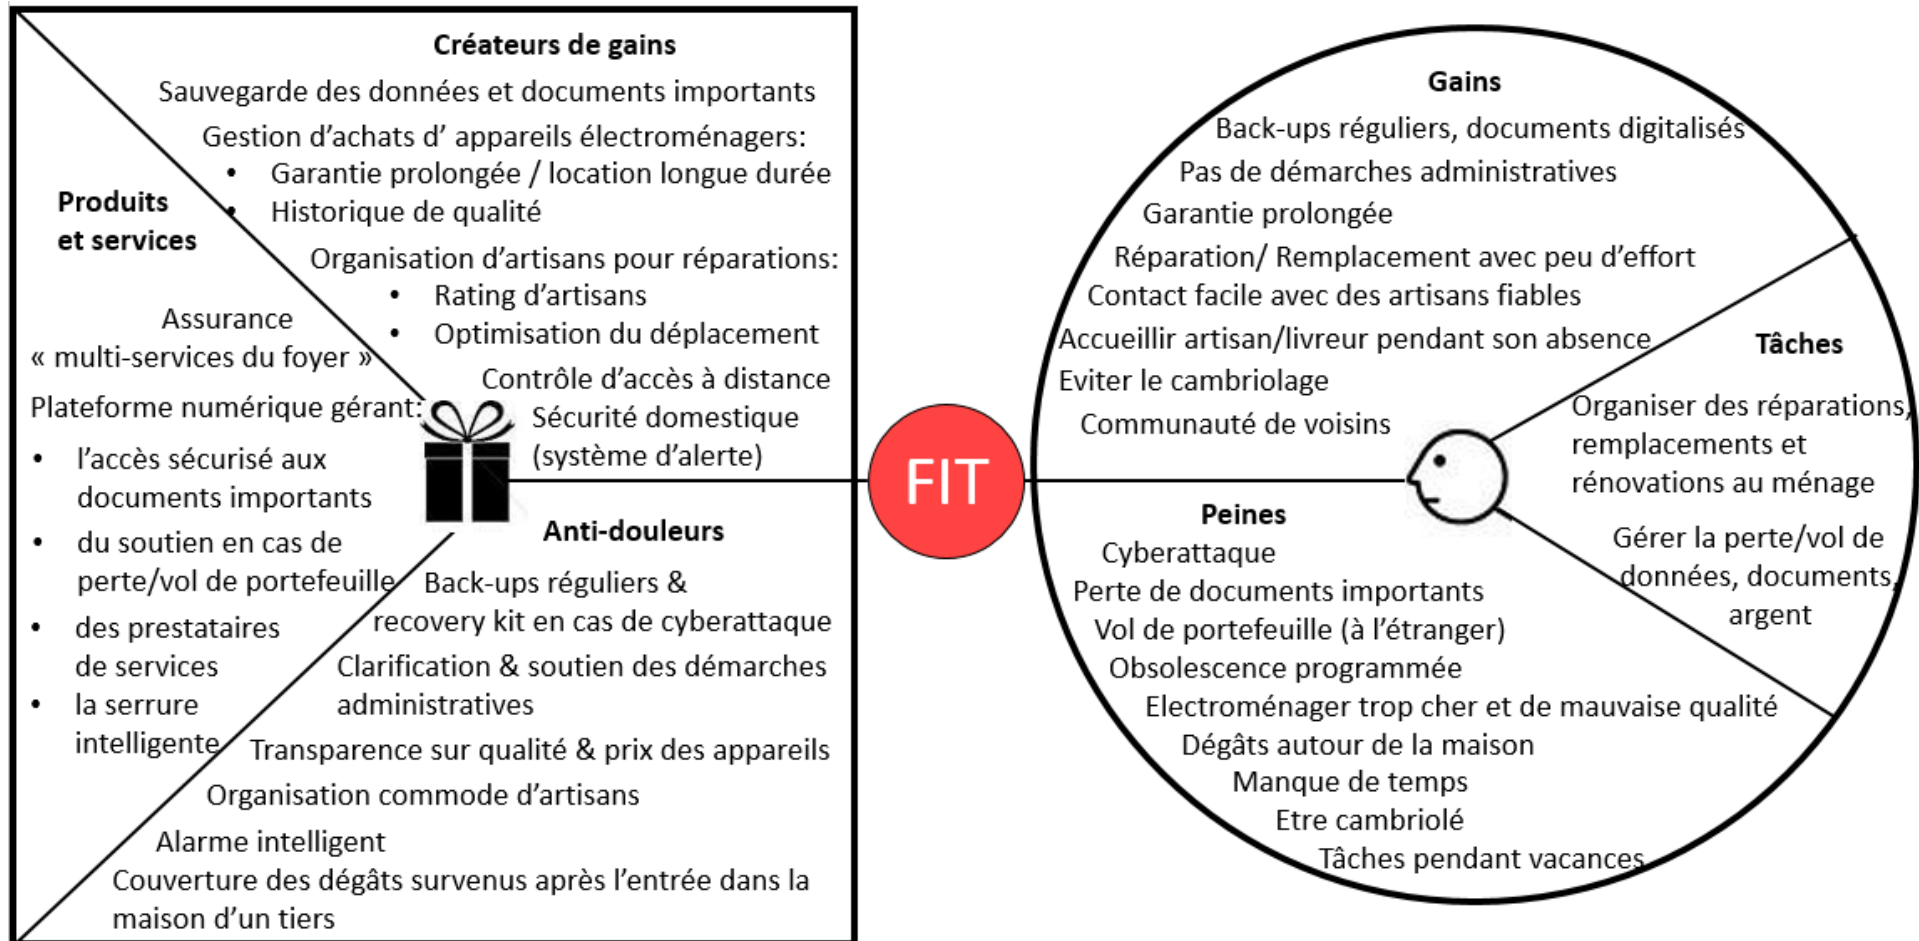 Créateurs de gains
Sauvegarde des données et documents importants
Gestion d’achats d’ appareils électroménagers:
• Garantie prolongée / location longue durée
• Historique de qualité
Organisation d’artisans pour réparations:
• Rating d’artisans
• Optimisation du déplacement
Contrôle d’accès à distance
Sécurité domestique
(système d’alerte)
Produits
et services
Assurance
« multi-services du foyer »
Plateforme numérique gérant:
• l’accès sécurisé aux
documents importants
• du soutien en cas de
perte/vol de portefeuille
• des prestataires
de services
• la serrure
intelligente
Anti-douleurs
Back-ups réguliers &
recovery kit en cas de cyberattaque
Clarification & soutien des démarches
administratives
Transparence sur qualité & prix des appareils
Organisation commode d’artisans
Alarme intelligent
Couverture des dégâts survenus après l’entrée dans la
maison d’un tiers
FIT
Gains
Back-ups réguliers, documents digitalisés
Pas de démarches administratives
Garantie prolongée
Réparation/ Remplacement avec peu d’effort
Contact facile avec des artisans fiables
Accueillir artisan/livreur pendant son absence
Eviter le cambriolage
Communauté de voisins
Tâches
Organiser des réparations,
remplacements et
rénovations au ménage
Gérer la perte/vol de
données, documents,
argent
Peines
Cyberattaque
Perte de documents importants
Vol de portefeuille (à l’étranger)
Obsolescence programmée
Electroménager trop cher et de mauvaise qualité
Dégâts autour de la maison
Manque de temps
Etre cambriolé
Tâches pendant vacances